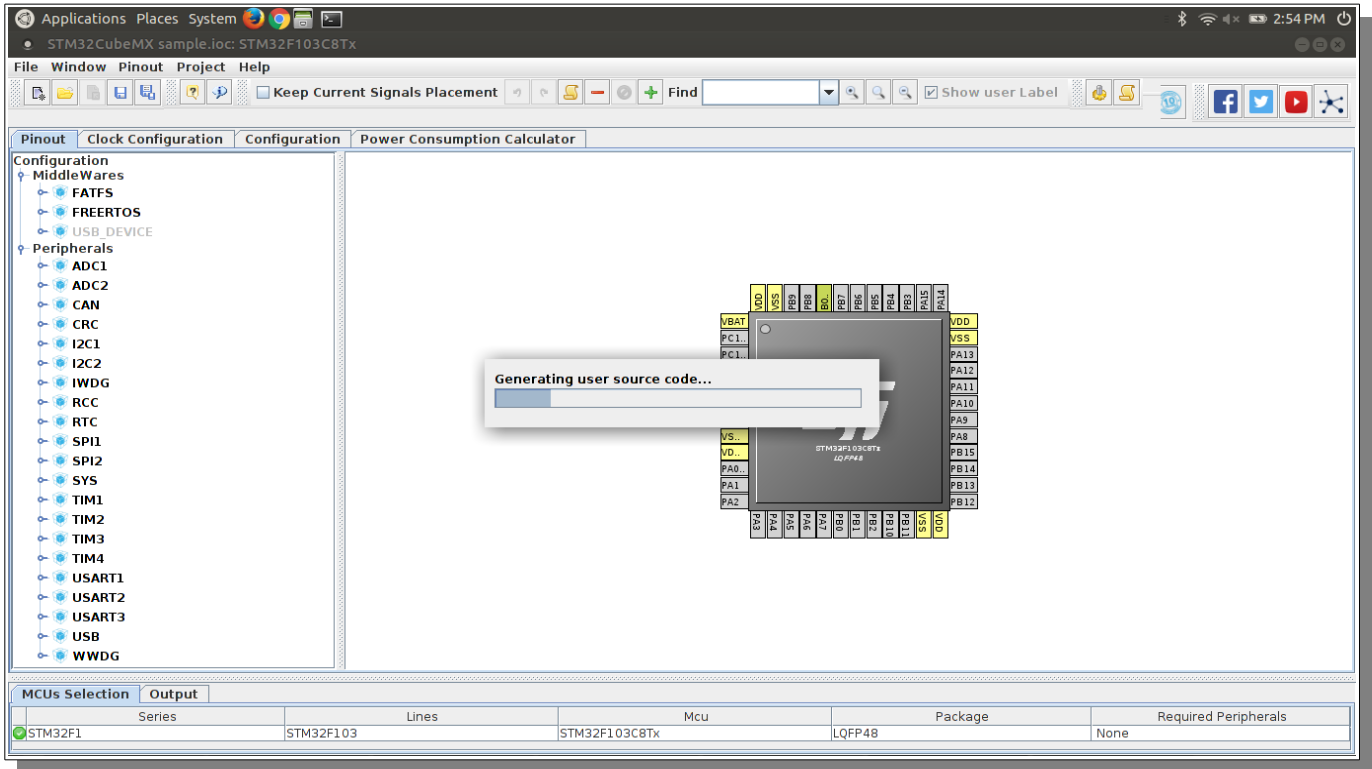 Applications Places System 2:54 PM
STM32CubeMX sample.ioc: STM32F103C8Tx
File Window Pinout Project Help
Keep Current Signals Placement Find Show user Label
Pinout Clock Configuration Configuration Power Consumption Calculator
Configuration
MiddleWares
FATFS
FREERTOS
USB_DEVICE
Peripherals
ADC1
ADC2
CAN
CRC
I2C1
I2C2
IWDG
RCC
RTC
SPI1
SPI2
SYS
TIM1
TIM2
TIM3
TIM4
USART1
USART2
USART3
USB
WWDG
VDD VSS PB9 PB8 BO.. PB7 PB6 PB5 PB4 PB3 PA15 PA14
VBAT
PC1..
PC1..
VS..
VD..
PA0..
PA1
PA2
Generating user source code...
STM32F103C8Tx
LQFP48
VDD
VSS
PA13
PA12
PA11
PA10
PA9
PA8
PB15
PB14
PB13
PB12
PA3 PA4 PA5 PA6 PA7 PB0 PB1 PB2 PB10 PB11 VSS VDD
MCUs Selection Output
Series Lines Mcu Package Required Peripherals
STM32F1 STM32F103 STM32F103C8Tx LQFP48 None